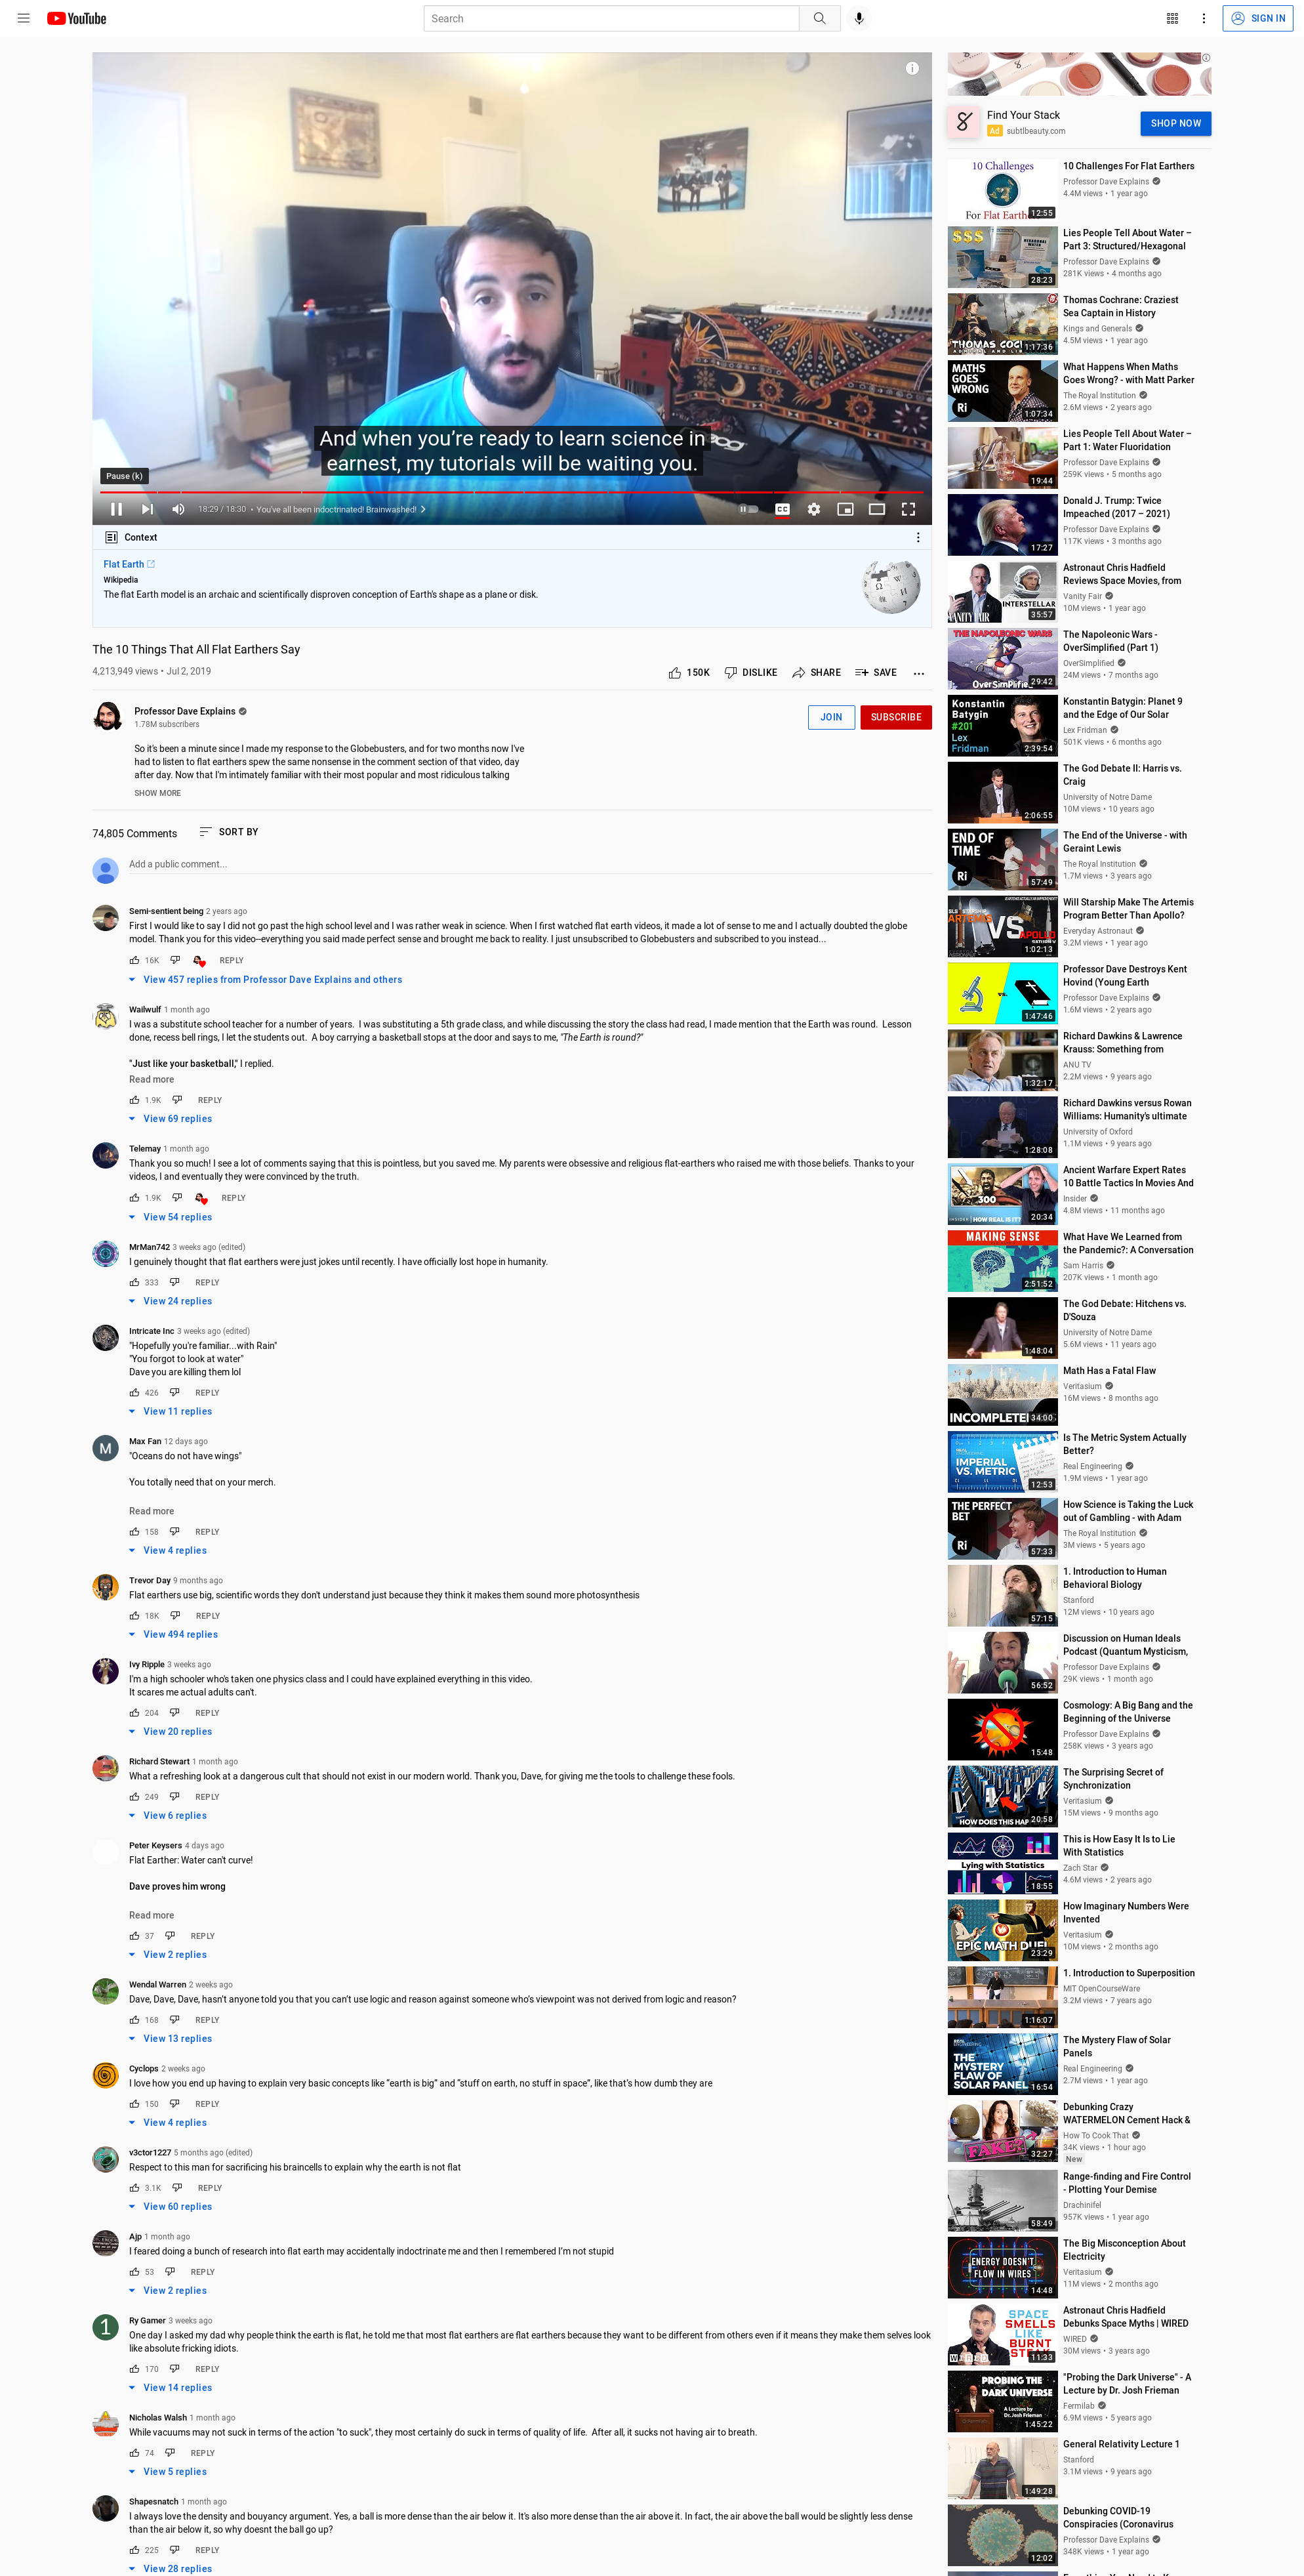 YouTube
Search
SIGN IN
And when you’re ready to learn science in
earnest, my tutorials will be waiting you.
Pause (k)
18:29 / 18:30 • You've all been indoctrinated! Brainwashed!
CC
Context
Flat Earth
Wikipedia
The flat Earth model is an archaic and scientifically disproven conception of Earth's shape as a plane or disk.
The 10 Things That All Flat Earthers Say
4,213,949 views • Jul 2, 2019
150K
DISLIKE
SHARE
SAVE
Professor Dave Explains
1.78M subscribers
JOIN
SUBSCRIBE
So it's been a minute since I made my response to the Globebusters, and for two months now I've
had to listen to flat earthers spew the same nonsense in the comment section of that video, day
after day. Now that I'm intimately familiar with their most popular and most ridiculous talking
SHOW MORE
74,805 Comments
SORT BY
Add a public comment...
Semi-sentient being 2 years ago
First I would like to say I did not go past the high school level and I was rather weak in science. When I first watched flat earth videos, it made a lot of sense to me and I actually doubted the globe
model. Thank you for this video--everything you said made perfect sense and brought me back to reality. I just unsubscribed to Globebusters and subscribed to you instead...
16K REPLY
View 457 replies from Professor Dave Explains and others
Wailwulf 1 month ago
I was a substitute school teacher for a number of years. I was substituting a 5th grade class, and while discussing the story the class had read, I made mention that the Earth was round. Lesson
done, recess bell rings, I let the students out. A boy carrying a basketball stops at the door and says to me, "The Earth is round?"
"Just like your basketball," I replied.
Read more
1.9K REPLY
View 69 replies
Telemay 1 month ago
Thank you so much! I see a lot of comments saying that this is pointless, but you saved me. My parents were obsessive and religious flat-earthers who raised me with those beliefs. Thanks to your
videos, I and eventually they were convinced by the truth.
1.9K REPLY
View 54 replies
MrMan742 3 weeks ago (edited)
I genuinely thought that flat earthers were just jokes until recently. I have officially lost hope in humanity.
333 REPLY
View 24 replies
Intricate Inc 3 weeks ago (edited)
"Hopefully you're familiar...with Rain"
"You forgot to look at water"
Dave you are killing them lol
426 REPLY
View 11 replies
M
Max Fan 12 days ago
"Oceans do not have wings"
You totally need that on your merch.
Read more
158 REPLY
View 4 replies
Trevor Day 9 months ago
Flat earthers use big, scientific words they don't understand just because they think it makes them sound more photosynthesis
18K REPLY
View 494 replies
Ivy Ripple 3 weeks ago
I'm a high schooler who's taken one physics class and I could have explained everything in this video.
It scares me actual adults can't.
204 REPLY
View 20 replies
Richard Stewart 1 month ago
What a refreshing look at a dangerous cult that should not exist in our modern world. Thank you, Dave, for giving me the tools to challenge these fools.
249 REPLY
View 6 replies
Peter Keysers 4 days ago
Flat Earther: Water can't curve!
Dave proves him wrong
Read more
37 REPLY
View 2 replies
Wendal Warren 2 weeks ago
Dave, Dave, Dave, hasn’t anyone told you that you can’t use logic and reason against someone who’s viewpoint was not derived from logic and reason?
168 REPLY
View 13 replies
Cyclops 2 weeks ago
I love how you end up having to explain very basic concepts like “earth is big” and “stuff on earth, no stuff in space”, like that’s how dumb they are
150 REPLY
View 4 replies
v3ctor1227 5 months ago (edited)
Respect to this man for sacrificing his braincells to explain why the earth is not flat
3.1K REPLY
View 60 replies
Ajp 1 month ago
I feared doing a bunch of research into flat earth may accidentally indoctrinate me and then I remembered I’m not stupid
53 REPLY
View 2 replies
1
Ry Gamer 3 weeks ago
One day I asked my dad why people think the earth is flat, he told me that most flat earthers are flat earthers because they want to be different from others even if it means they make them selves look
like absolute fricking idiots.
170 REPLY
View 14 replies
Nicholas Walsh 1 month ago
While vacuums may not suck in terms of the action "to suck", they most certainly do suck in terms of quality of life. After all, it sucks not having air to breath.
74 REPLY
View 5 replies
Shapesnatch 1 month ago
I always love the density and bouyancy argument. Yes, a ball is more dense than the air below it. It's also more dense than the air above it. In fact, the air above the ball would be slightly less dense
than the air below it, so why doesnt the ball go up?
225 REPLY
View 28 replies
Find Your Stack
Ad subtlbeauty.com
SHOP NOW
10 Challenges
For Flat Earth
12:55
10 Challenges For Flat Earthers
Professor Dave Explains
4.4M views • 1 year ago
$$$
28:23
Lies People Tell About Water –
Part 3: Structured/Hexagonal
Professor Dave Explains
281K views • 4 months ago
THOMAS COC
1:17:36
Thomas Cochrane: Craziest
Sea Captain in History
Kings and Generals
4.5M views • 1 year ago
MATHS
GOES
WRONG
Ri
1:07:34
What Happens When Maths
Goes Wrong? - with Matt Parker
The Royal Institution
2.6M views • 2 years ago
19:44
Lies People Tell About Water –
Part 1: Water Fluoridation
Professor Dave Explains
259K views • 5 months ago
17:27
Donald J. Trump: Twice
Impeached (2017 – 2021)
Professor Dave Explains
117K views • 3 months ago
VANITY FAIR
INTERSTELLAR
35:57
Astronaut Chris Hadfield
Reviews Space Movies, from
Vanity Fair
10M views • 1 year ago
THE NAPOLEONIC WARS
OverSimplified
29:42
The Napoleonic Wars -
OverSimplified (Part 1)
OverSimplified
24M views • 7 months ago
Konstantin
Batygin
#201
Lex
Fridman
2:39:54
Konstantin Batygin: Planet 9
and the Edge of Our Solar
Lex Fridman
501K views • 6 months ago
2:06:55
The God Debate II: Harris vs.
Craig
University of Notre Dame
10M views • 10 years ago
END OF
TIME
Ri
57:49
The End of the Universe - with
Geraint Lewis
The Royal Institution
1.7M views • 3 years ago
ARTEMIS
VS
APOLLO
1:02:13
Will Starship Make The Artemis
Program Better Than Apollo?
Everyday Astronaut
3.2M views • 1 year ago
vs.
1:47:46
Professor Dave Destroys Kent
Hovind (Young Earth
Professor Dave Explains
1.6M views • 2 years ago
1:32:17
Richard Dawkins & Lawrence
Krauss: Something from
ANU TV
2.2M views • 9 years ago
1:28:08
Richard Dawkins versus Rowan
Williams: Humanity's ultimate
University of Oxford
1.1M views • 9 years ago
300
INSIDER | HOW REAL IS IT?
20:34
Ancient Warfare Expert Rates
10 Battle Tactics In Movies And
Insider
4.8M views • 11 months ago
MAKING SENSE
2:51:52
What Have We Learned from
the Pandemic?: A Conversation
Sam Harris
207K views • 1 month ago
1:48:04
The God Debate: Hitchens vs.
D'Souza
University of Notre Dame
5.6M views • 11 years ago
INCOMPLETE
34:00
Math Has a Fatal Flaw
Veritasium
16M views • 8 months ago
IMPERIAL
VS. METRIC
12:53
Is The Metric System Actually
Better?
Real Engineering
1.9M views • 1 year ago
THE PERFECT
BET
Ri
57:33
How Science is Taking the Luck
out of Gambling - with Adam
The Royal Institution
3M views • 5 years ago
57:15
1. Introduction to Human
Behavioral Biology
Stanford
12M views • 10 years ago
56:52
Discussion on Human Ideals
Podcast (Quantum Mysticism,
Professor Dave Explains
29K views • 1 month ago
15:48
Cosmology: A Big Bang and the
Beginning of the Universe
Professor Dave Explains
258K views • 3 years ago
HOW DOES THIS HAP
20:58
The Surprising Secret of
Synchronization
Veritasium
15M views • 9 months ago
Lying with Statistics
18:55
This is How Easy It Is to Lie
With Statistics
Zach Star
4.6M views • 2 years ago
EPIC MATH DUEL
23:29
How Imaginary Numbers Were
Invented
Veritasium
10M views • 2 months ago
1:16:07
1. Introduction to Superposition
MIT OpenCourseWare
3.2M views • 7 years ago
THE
MYSTERY
FLAW OF
SOLAR PANEL
16:54
The Mystery Flaw of Solar
Panels
Real Engineering
2.7M views • 1 year ago
FAKE?
32:27
Debunking Crazy
WATERMELON Cement Hack &
How To Cook That
34K views • 1 hour ago
New
58:49
Range-finding and Fire Control
- Plotting Your Demise
Drachinifel
957K views • 1 year ago
ENERGY DOESN'T
FLOW IN WIRES
14:48
The Big Misconception About
Electricity
Veritasium
11M views • 2 months ago
SPACE
SMELLS
LIKE
BURNT
STEAK
WIRED
11:33
Astronaut Chris Hadfield
Debunks Space Myths | WIRED
WIRED
30M views • 3 years ago
PROBING THE
DARK UNIVERSE
A Lecture by
Dr. Josh Frieman
1:45:22
"Probing the Dark Universe" - A
Lecture by Dr. Josh Frieman
Fermilab
6.9M views • 5 years ago
1:49:28
General Relativity Lecture 1
Stanford
3.1M views • 9 years ago
12:02
Debunking COVID-19
Conspiracies (Coronavirus
Professor Dave Explains
348K views • 1 year ago